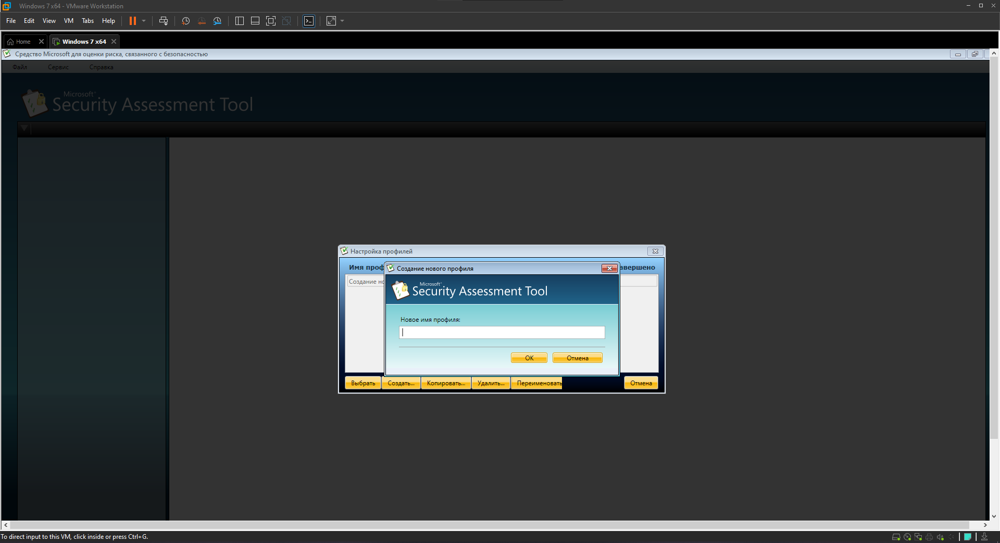 Windows 7 x64 - VMware Workstation
File Edit View VM Tabs Help
Home Windows 7 x64
Средство Microsoft для оценки риска, связанного с безопасностью
Файл Сервис Справка
Microsoft®
Security Assessment Tool
Настройка профилей
Имя проф
авершено
Создание но
Создание нового профиля
Microsoft®
Security Assessment Tool
Новое имя профиля:
ОК Отмена
Выбрать Создать... Копировать... Удалить... Переименовать Отмена
To direct input to this VM, click inside or press Ctrl+G.